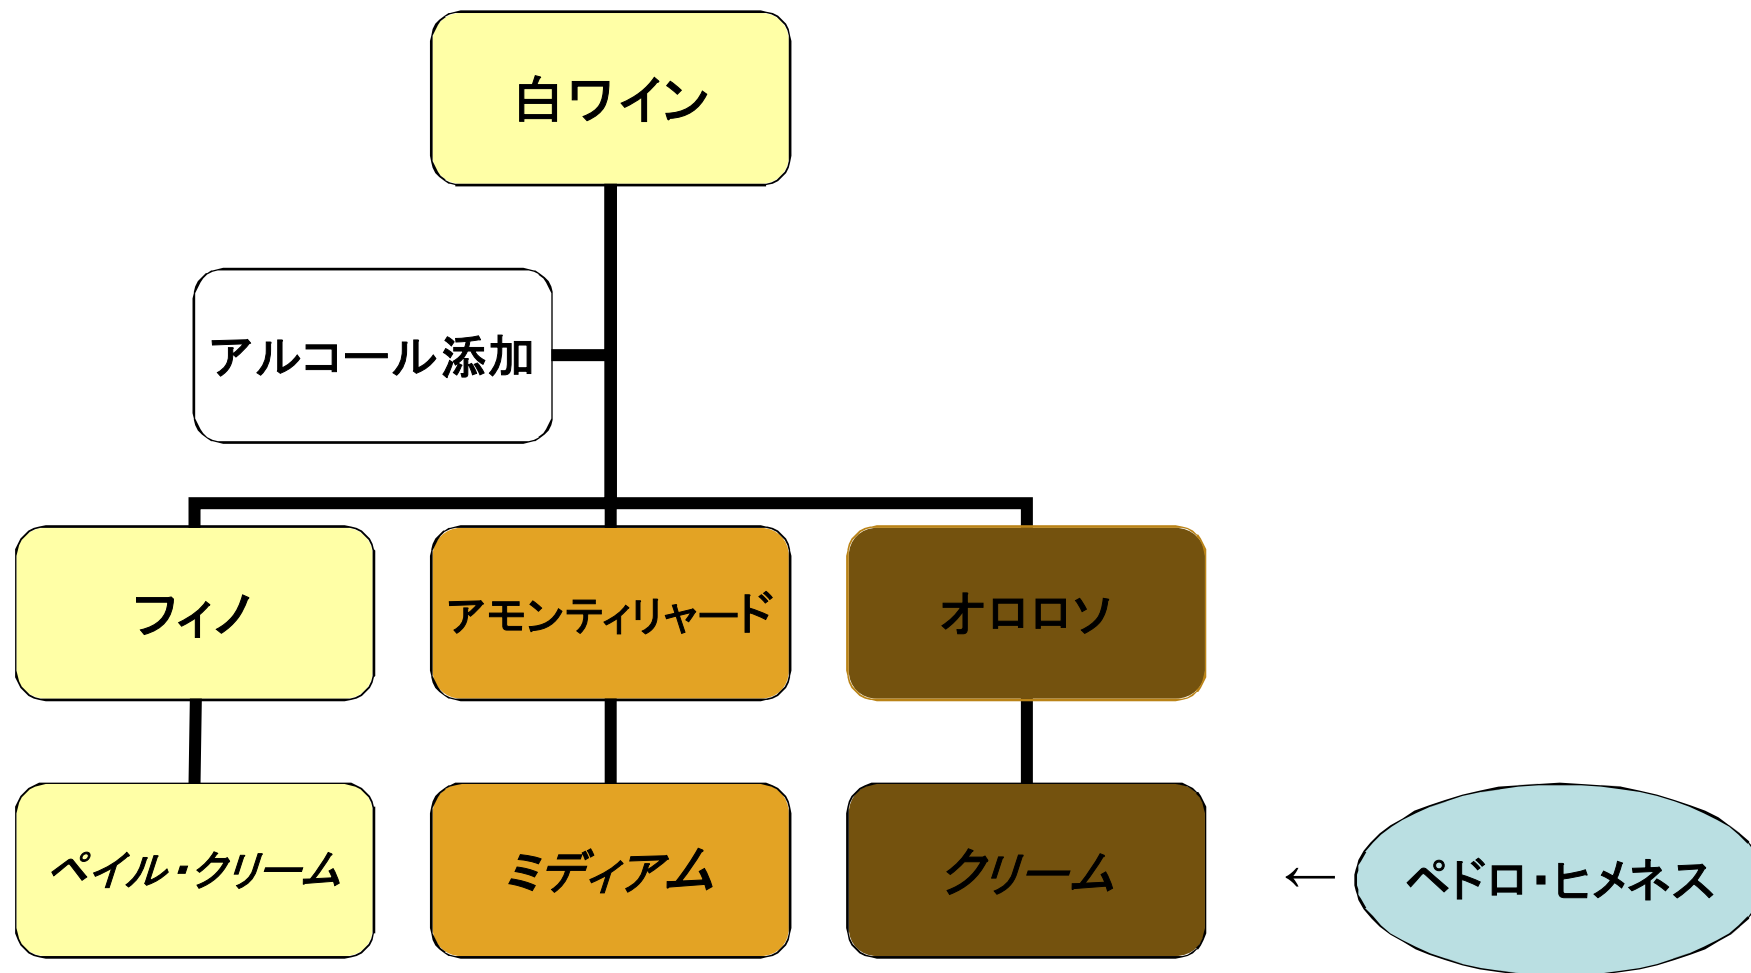 白ワイン
アルコール添加
フィノ
アモンティリャード
オロロソ
ペイル・クリーム
ミディアム
クリーム
←
ペドロ・ヒメネス